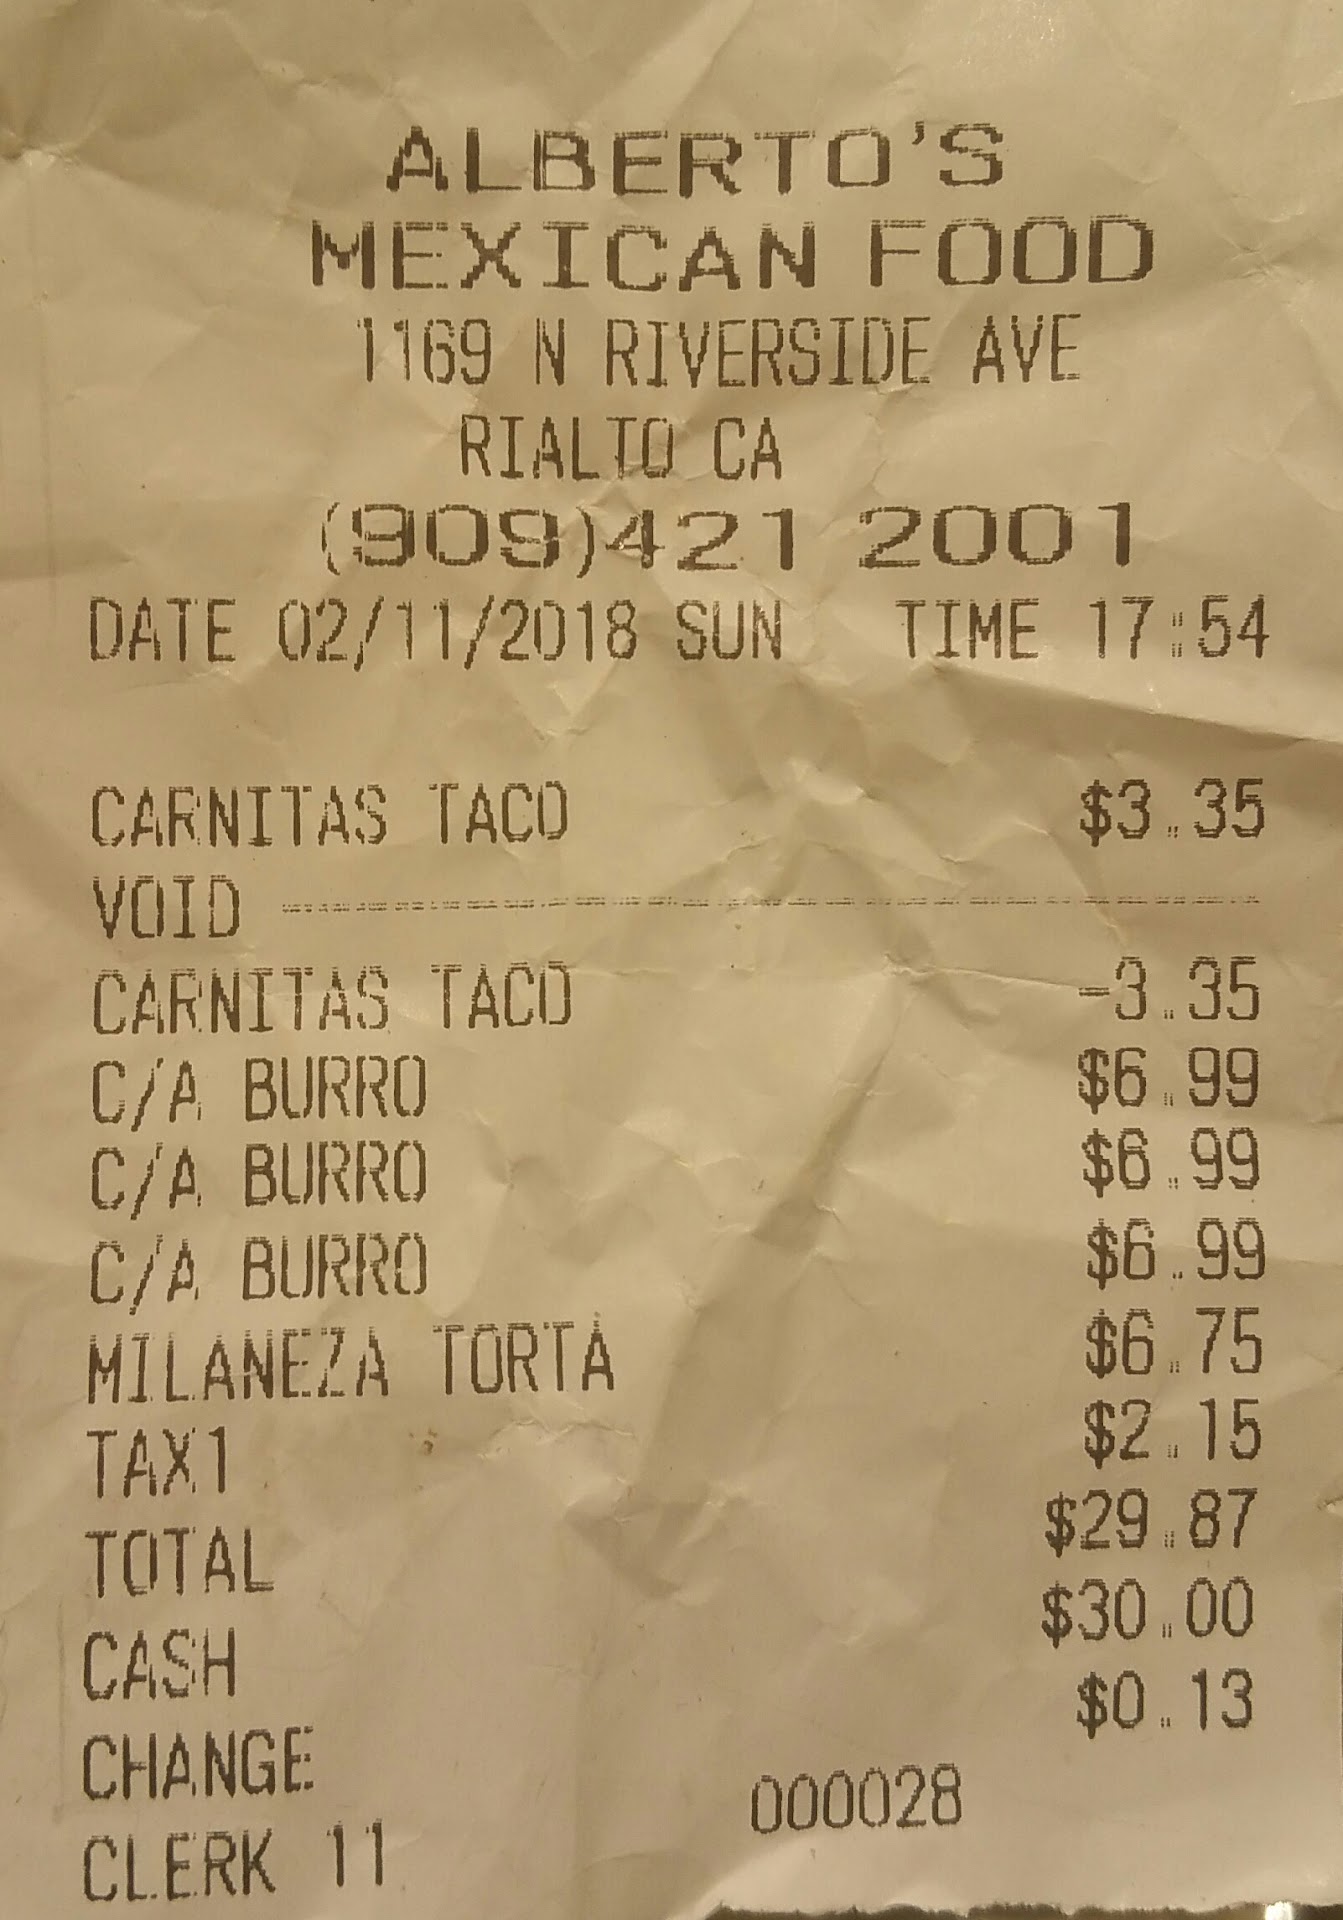 ALBERTO'S
MEXICAN FOOD
1169 N RIVERSIDE AVE
RIALTO CA
(909)421 2001
DATE 02/11/2018 SUN TIME 17:54
CARNITAS TACO $3.35
VOID --------------------------------
CARNITAS TACO -3.35
C/A BURRO $6.99
C/A BURRO $6.99
C/A BURRO $6.99
MILANEZA TORTA $6.75
TAX1 $2.15
TOTAL $29.87
CASH $30.00
CHANGE $0.13
CLERK 11 000028